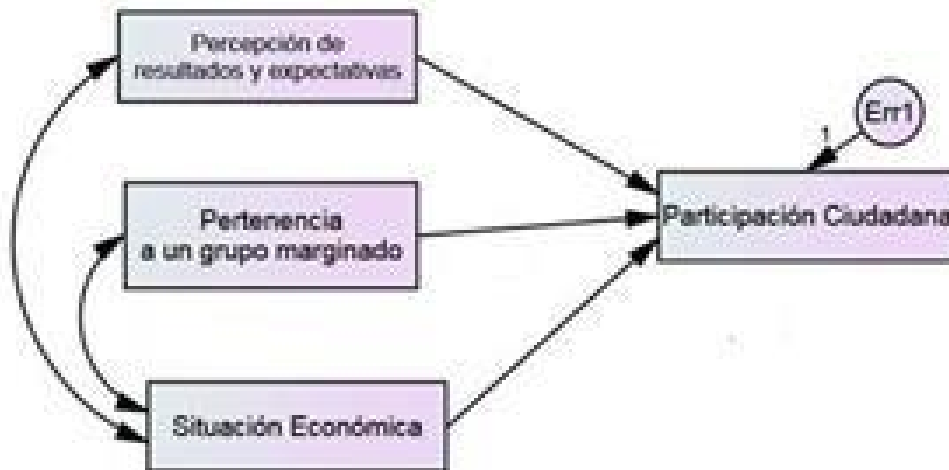 Percepción de
resultados y expectativas
Err1
1
Pertenencia
a un grupo marginado
Participación Ciudadana
Situación Económica